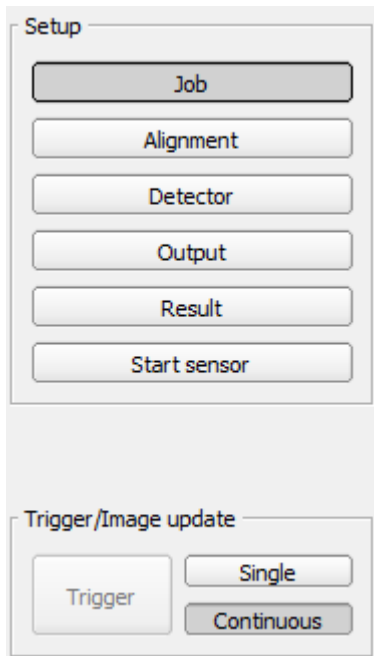 Setup
Job
Alignment
Detector
Output
Result
Start sensor
Trigger/Image update
Trigger
Single
Continuous